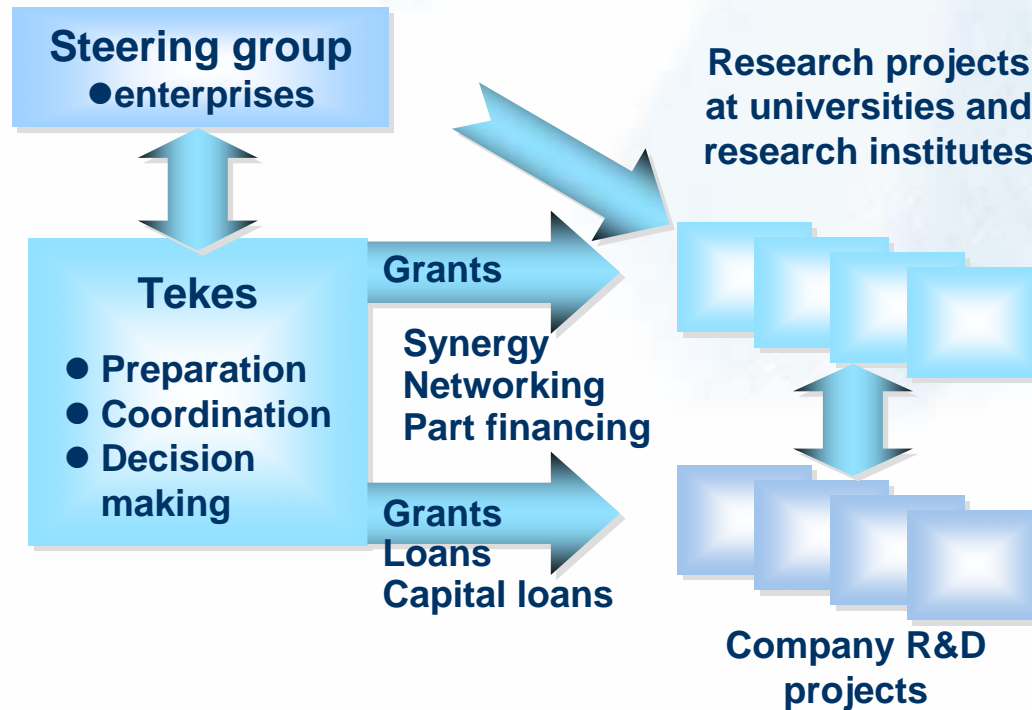 Steering group
●enterprises
Research projects
at universities and
research institutes
Tekes
● Preparation
● Coordination
● Decision
making
Grants
Synergy
Networking
Part financing
Grants
Loans
Capital loans
Company R&D
projects